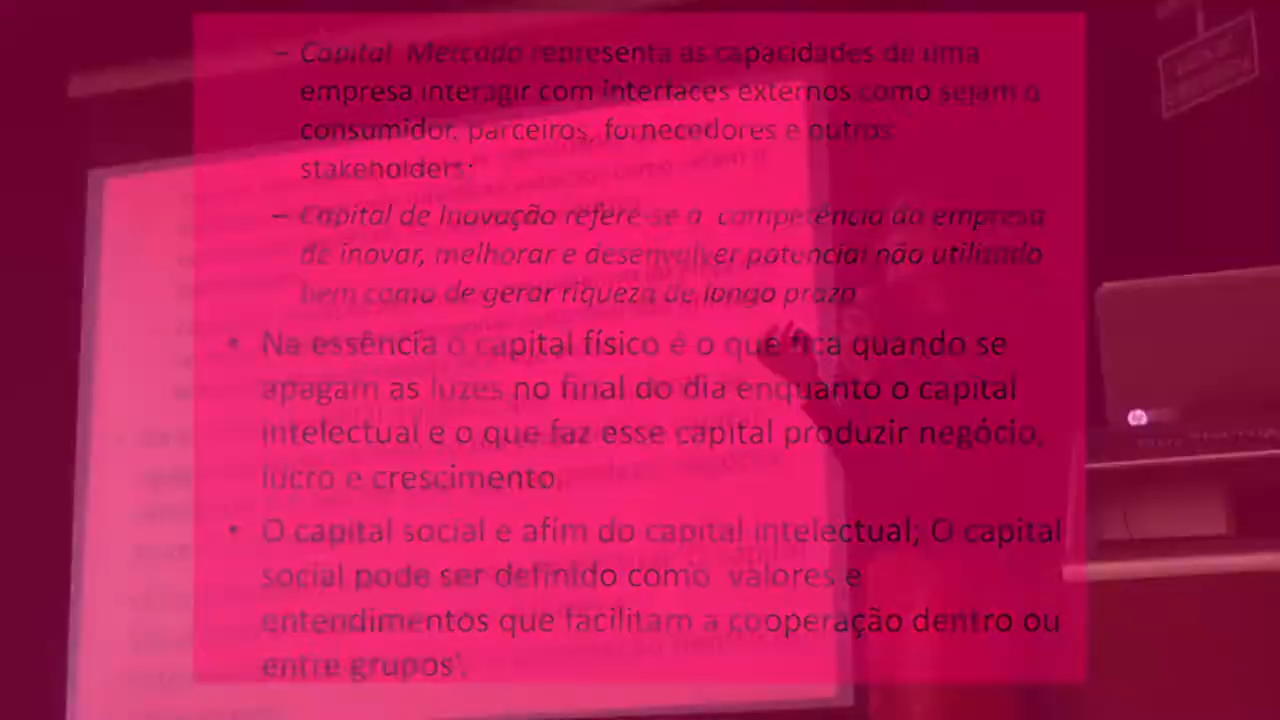 – Capital Mercado representa as capacidades de uma
empresa interagir com interfaces externos como sejam o
consumidor, parceiros, fornecedores e outros
stakeholders;
– Capital de Inovação refere-se a competência da empresa
de inovar, melhorar e desenvolver potencial não utilizado
bem como de gerar riqueza de longo prazo
• Na essência o capital físico é o que fica quando se
apagam as luzes no final do dia enquanto o capital
intelectual e o que faz esse capital produzir negócio,
lucro e crescimento.
• O capital social e afim do capital intelectual; O capital
social pode ser definido como valores e
entendimentos que facilitam a cooperação dentro ou
entre grupos'.